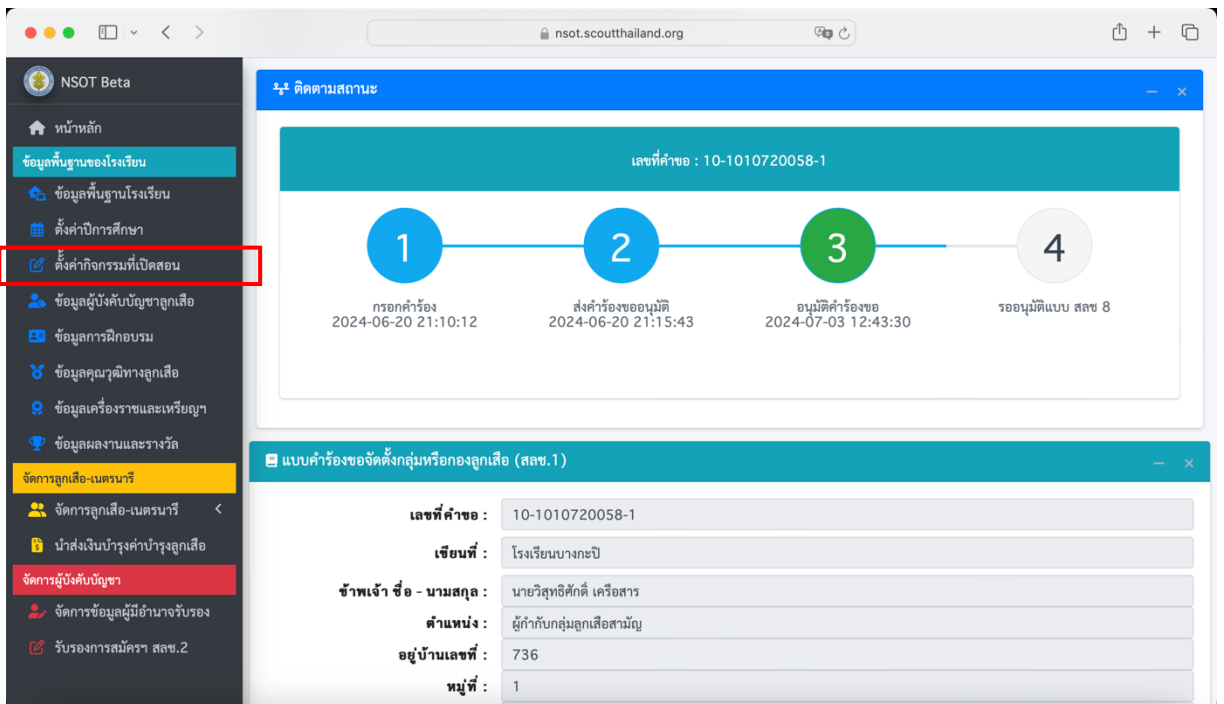 nsot.scoutthailand.org
NSOT Beta
หน้าหลัก
ข้อมูลพื้นฐานของโรงเรียน
ข้อมูลพื้นฐานโรงเรียน
ตั้งค่าปีการศึกษา
ตั้งค่ากิจกรรมที่เปิดสอน
ข้อมูลผู้บังคับบัญชาลูกเสือ
ข้อมูลการฝึกอบรม
ข้อมูลคุณวุฒิทางลูกเสือ
ข้อมูลเครื่องราชและเหรียญฯ
ข้อมูลผลงานและรางวัล
จัดการลูกเสือ-เนตรนารี
จัดการลูกเสือ-เนตรนารี
นำส่งเงินบำรุงค่าบำรุงลูกเสือ
จัดการผู้บังคับบัญชา
จัดการข้อมูลผู้มีอำนาจรับรอง
รับรองการสมัครฯ สลช.2
ติดตามสถานะ
เลขที่คำขอ : 10-1010720058-1
1 2 3 4
กรอกคำร้อง ส่งคำร้องขออนุมัติ อนุมัติคำร้องขอ รออนุมัติแบบ สลช 8
2024-06-20 21:10:12 2024-06-20 21:15:43 2024-07-03 12:43:30
แบบคำร้องขอจัดตั้งกลุ่มหรือกองลูกเสือ (สลช.1)
เลขที่คำขอ : 10-1010720058-1
เขียนที่ : โรงเรียนบางกะปิ
ข้าพเจ้า ชื่อ - นามสกุล : นายวิสุทธิศักดิ์ เครือสาร
ตำแหน่ง : ผู้กำกับกลุ่มลูกเสือสามัญ
อยู่บ้านเลขที่ : 736
หมู่ที่ : 1